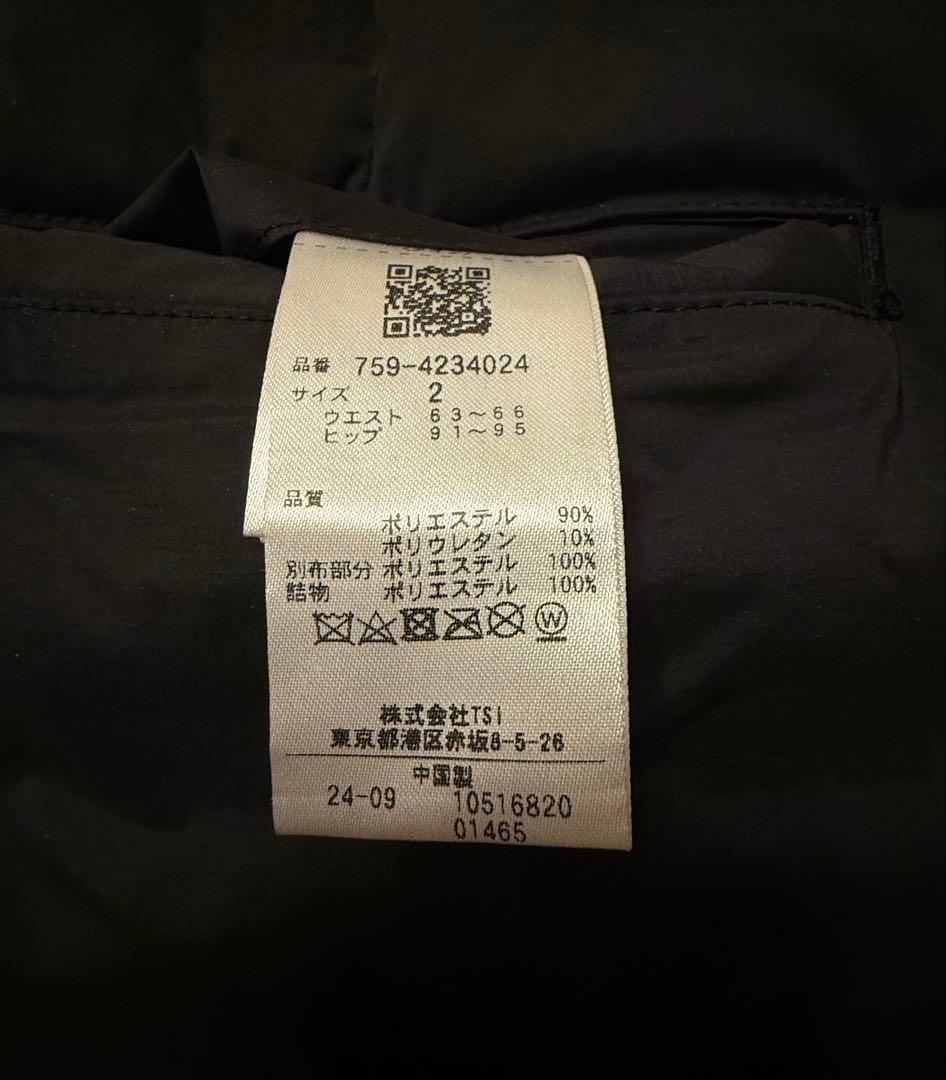 品番 759-4234024
サイズ 2
ウエスト 63～66
ヒップ 91～95
品質
ポリエステル 90%
ポリウレタン 10%
別布部分 ポリエステル 100%
詰物 ポリエステル 100%
W
株式会社TSI
東京都港区赤坂8-5-26
中国製
24-09 10516820
01465